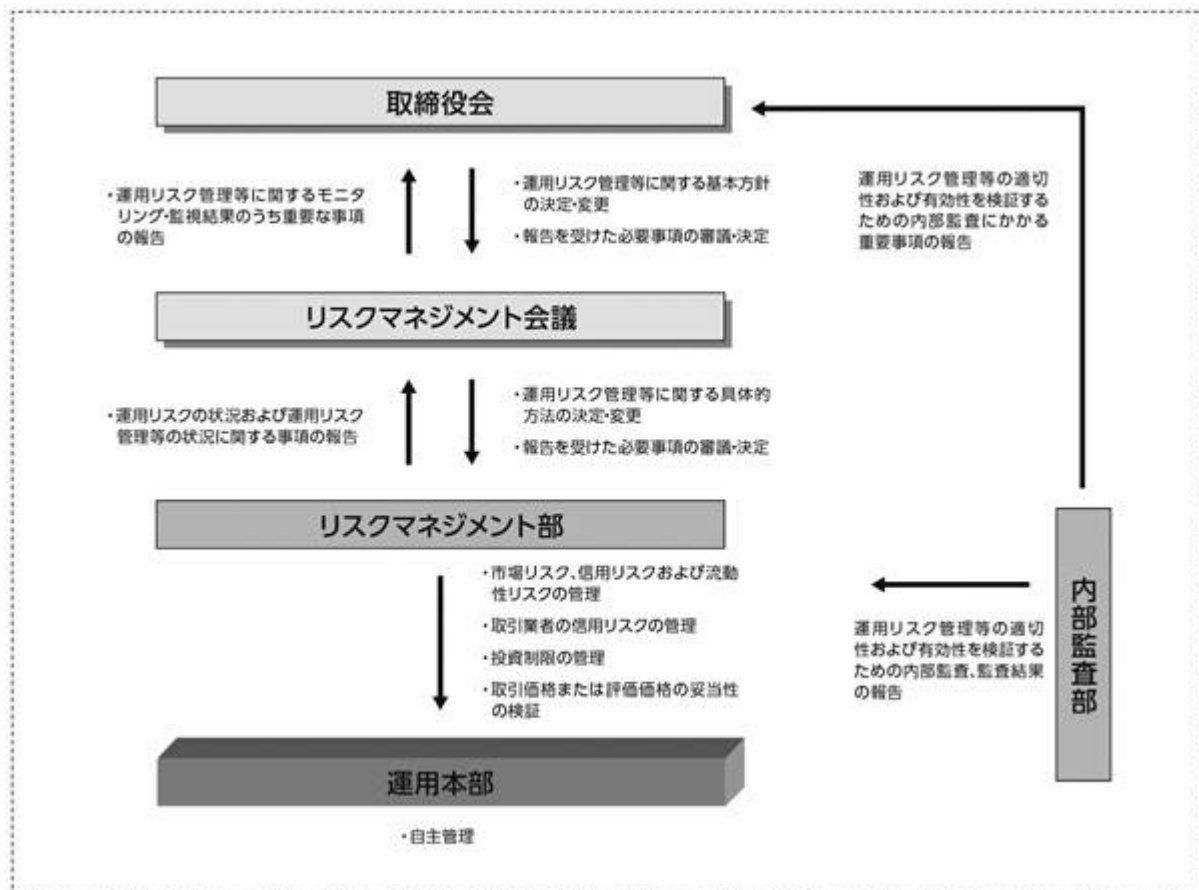 取締役会
・運用リスク管理等に関するモニタ
リング・監視結果のうち重要な事項
の報告
・運用リスク管理等に関する基本方針
の決定・変更
・報告を受けた必要事項の審議・決定
運用リスク管理等の適切
性および有効性を検証する
ための内部監査にかかる
重要事項の報告
リスクマネジメント会議
・運用リスクの状況および運用リスク
管理等の状況に関する事項の報告
・運用リスク管理等に関する具体的
方法の決定・変更
・報告を受けた必要事項の審議・決定
リスクマネジメント部
・市場リスク、信用リスクおよび流動
性リスクの管理
・取引業者の信用リスクの管理
・投資制限の管理
・取引価格または評価価格の妥当性
の検証
運用リスク管理等の適切
性および有効性を検証する
ための内部監査、監査結果
の報告
内部監査部
運用本部
・自主管理